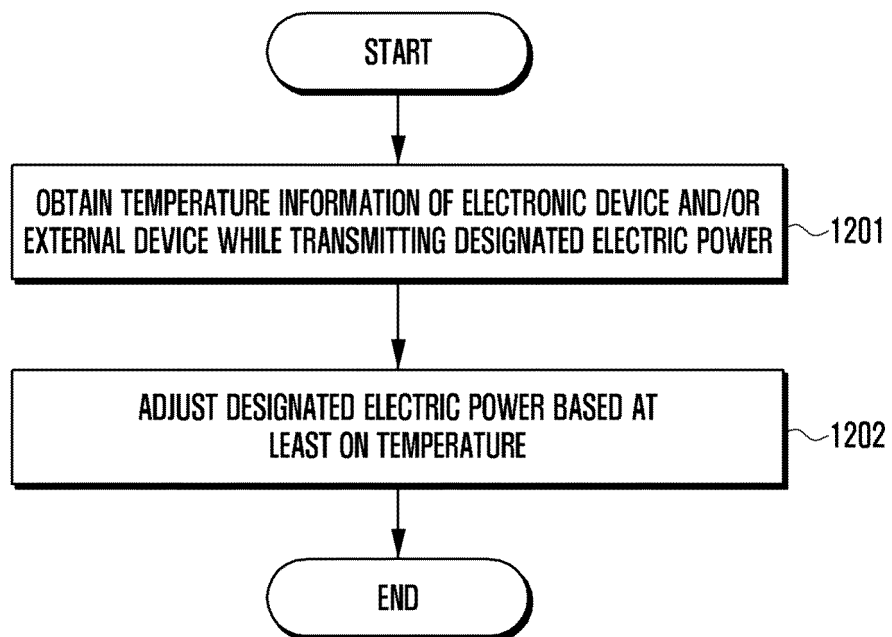 START
OBTAIN TEMPERATURE INFORMATION OF ELECTRONIC DEVICE AND/OR
EXTERNAL DEVICE WHILE TRANSMITTING DESIGNATED ELECTRIC POWER
1201
ADJUST DESIGNATED ELECTRIC POWER BASED AT
LEAST ON TEMPERATURE
1202
END